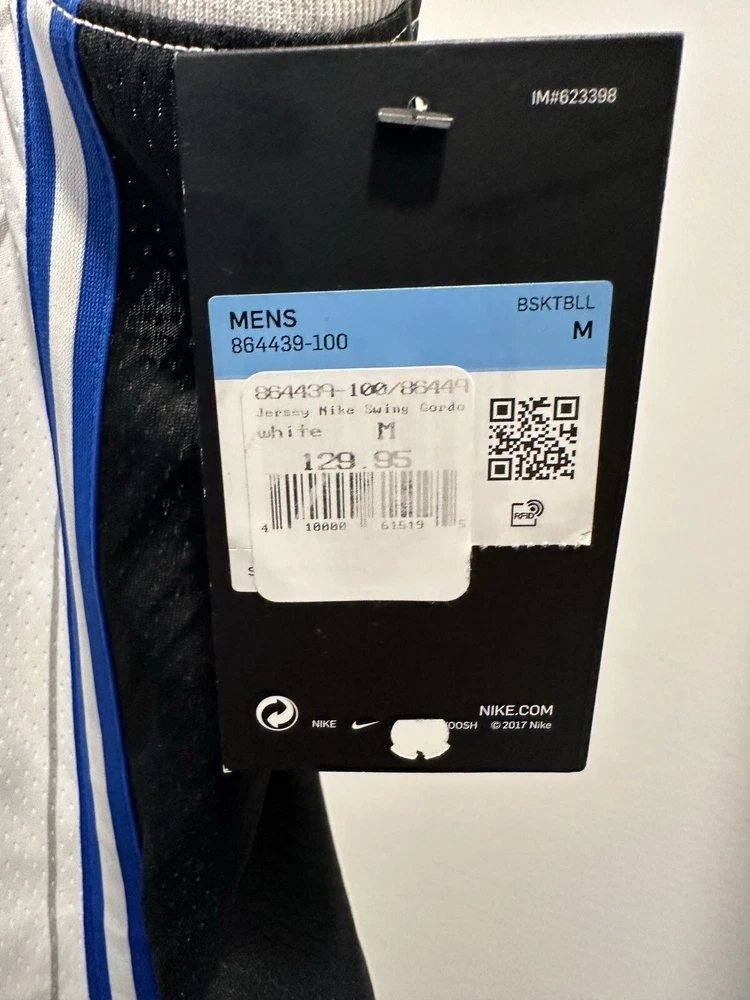 IM#623398
MENS
BSKTBLL
864439-100
M
864439-100/86449
Jersey Nike Swing Gordo
white M
129.95
4 10000 61519 5
RFID
S
NIKE.COM
NIKE OOSH © 2017 Nike